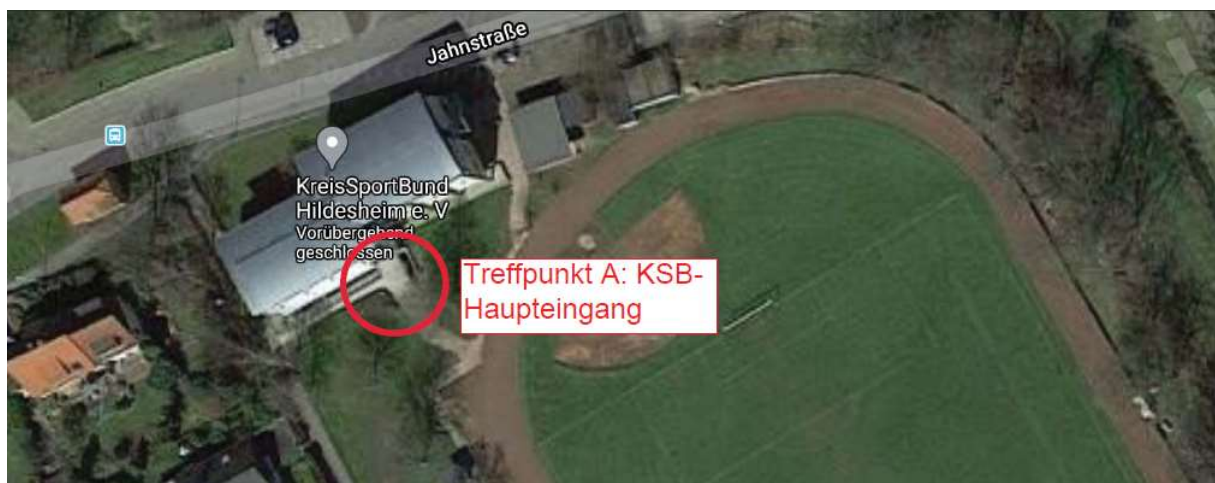 Jahnstraße
KreisSportBund
Hildesheim e. V
Vorübergehend
geschlossen
Treffpunkt A: KSB-
Haupteingang